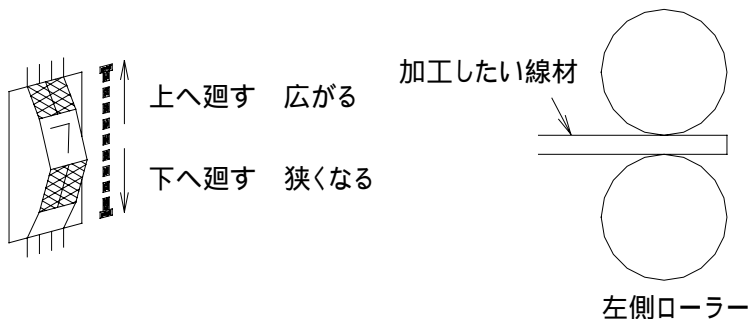 上へ廻す　広がる
下へ廻す　狭くなる
加工したい線材
左側ローラー